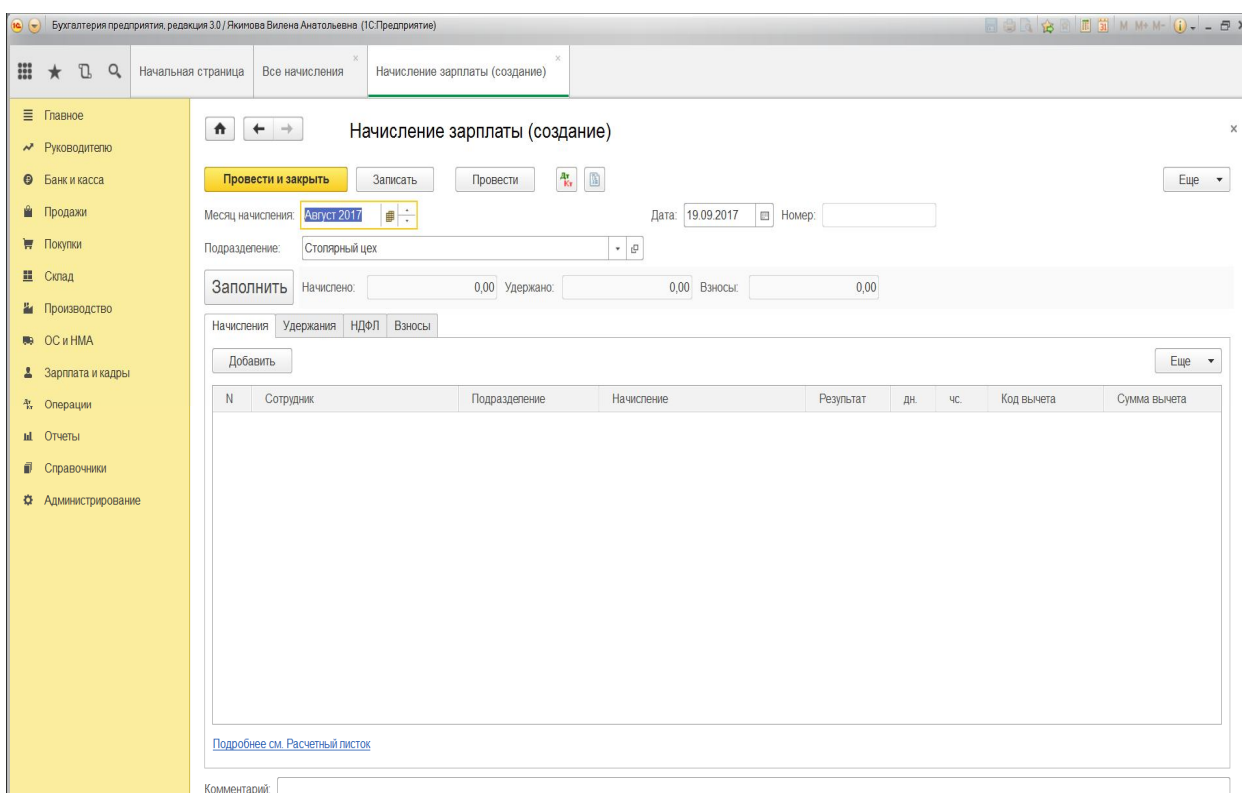 Бухгалтерия предприятия, редакция 3.0 / Якимова Вилена Анатольевна (1С:Предприятие) M M+ M-
Начальная страница Все начисления Начисление зарплаты (создание)
Главное
Руководителю
Банк и касса
Продажи
Покупки
Склад
Производство
ОС и НМА
Зарплата и кадры
Операции
Отчеты
Справочники
Администрирование
Начисление зарплаты (создание)
Провести и закрыть Записать Провести Дт Кт Еще
Месяц начисления: Август 2017 Дата: 19.09.2017 Номер:
Подразделение: Столярный цех
Заполнить Начислено: 0,00 Удержано: 0,00 Взносы: 0,00
Начисления Удержания НДФЛ Взносы
Добавить Еще
N Сотрудник Подразделение Начисление Результат дн. чс. Код вычета Сумма вычета
Подробнее см. Расчетный листок
Комментарий: